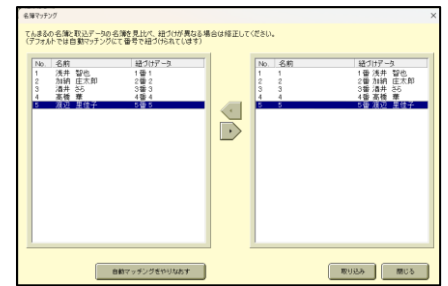 名簿マッチング
てんまるの名簿と取込データの名簿を見比べ、紐づけが異なる場合は修正してください。
(デフォルトでは自動マッチングにて番号で紐づけられています)
No. 名前 紐づけデータ
1 浅井 智也 1番 1
2 加納 庄太郎 2番 2
3 酒井 さら 3番 3
4 高橋 華 4番 4
5 渡辺 里佳子 5番 5
No. 名前 紐づけデータ
1 1 1番 浅井 智也
2 2 2番 加納 庄太郎
3 3 3番 酒井 さら
4 4 4番 高橋 華
5 5 5番 渡辺 里佳子
自動マッチングをやりなおす
取り込み 閉じる